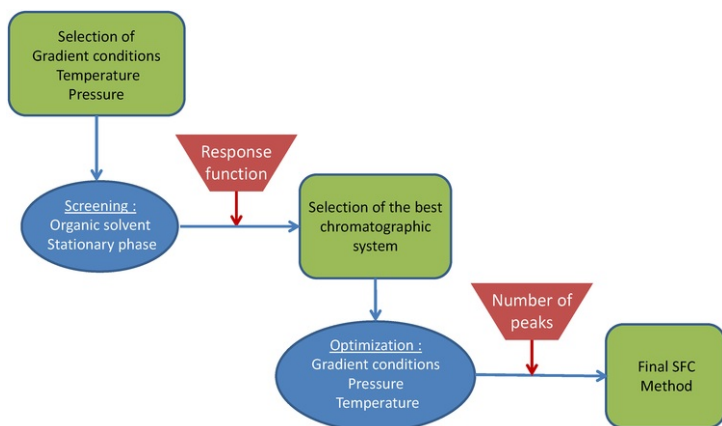 Selection of
Gradient conditions
Temperature
Pressure
Response
function
Screening :
Organic solvent
Stationary phase
Selection of the best
chromatographic
system
Number of
peaks
Optimization :
Gradient conditions
Pressure
Temperature
Final SFC
Method